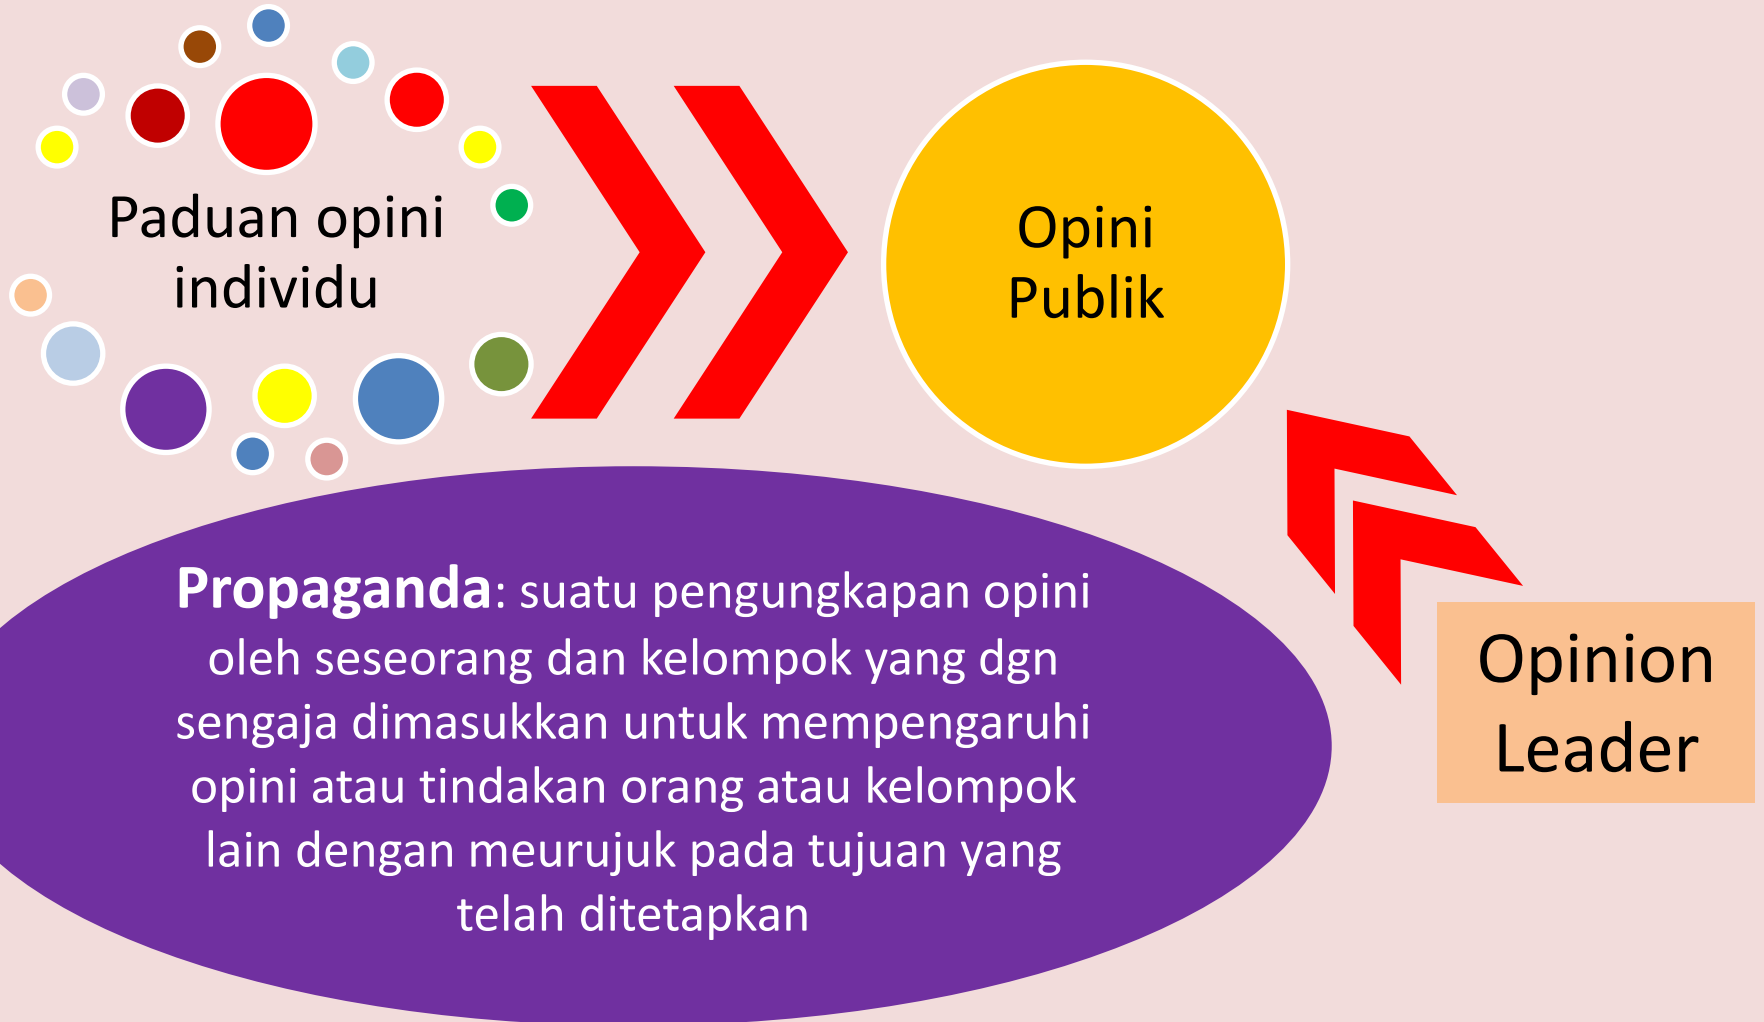 Paduan opini
individu
Opini
Publik
Propaganda: suatu pengungkapan opini
oleh seseorang dan kelompok yang dgn
sengaja dimasukkan untuk mempengaruhi
opini atau tindakan orang atau kelompok
lain dengan meurujuk pada tujuan yang
telah ditetapkan
Opinion
Leader